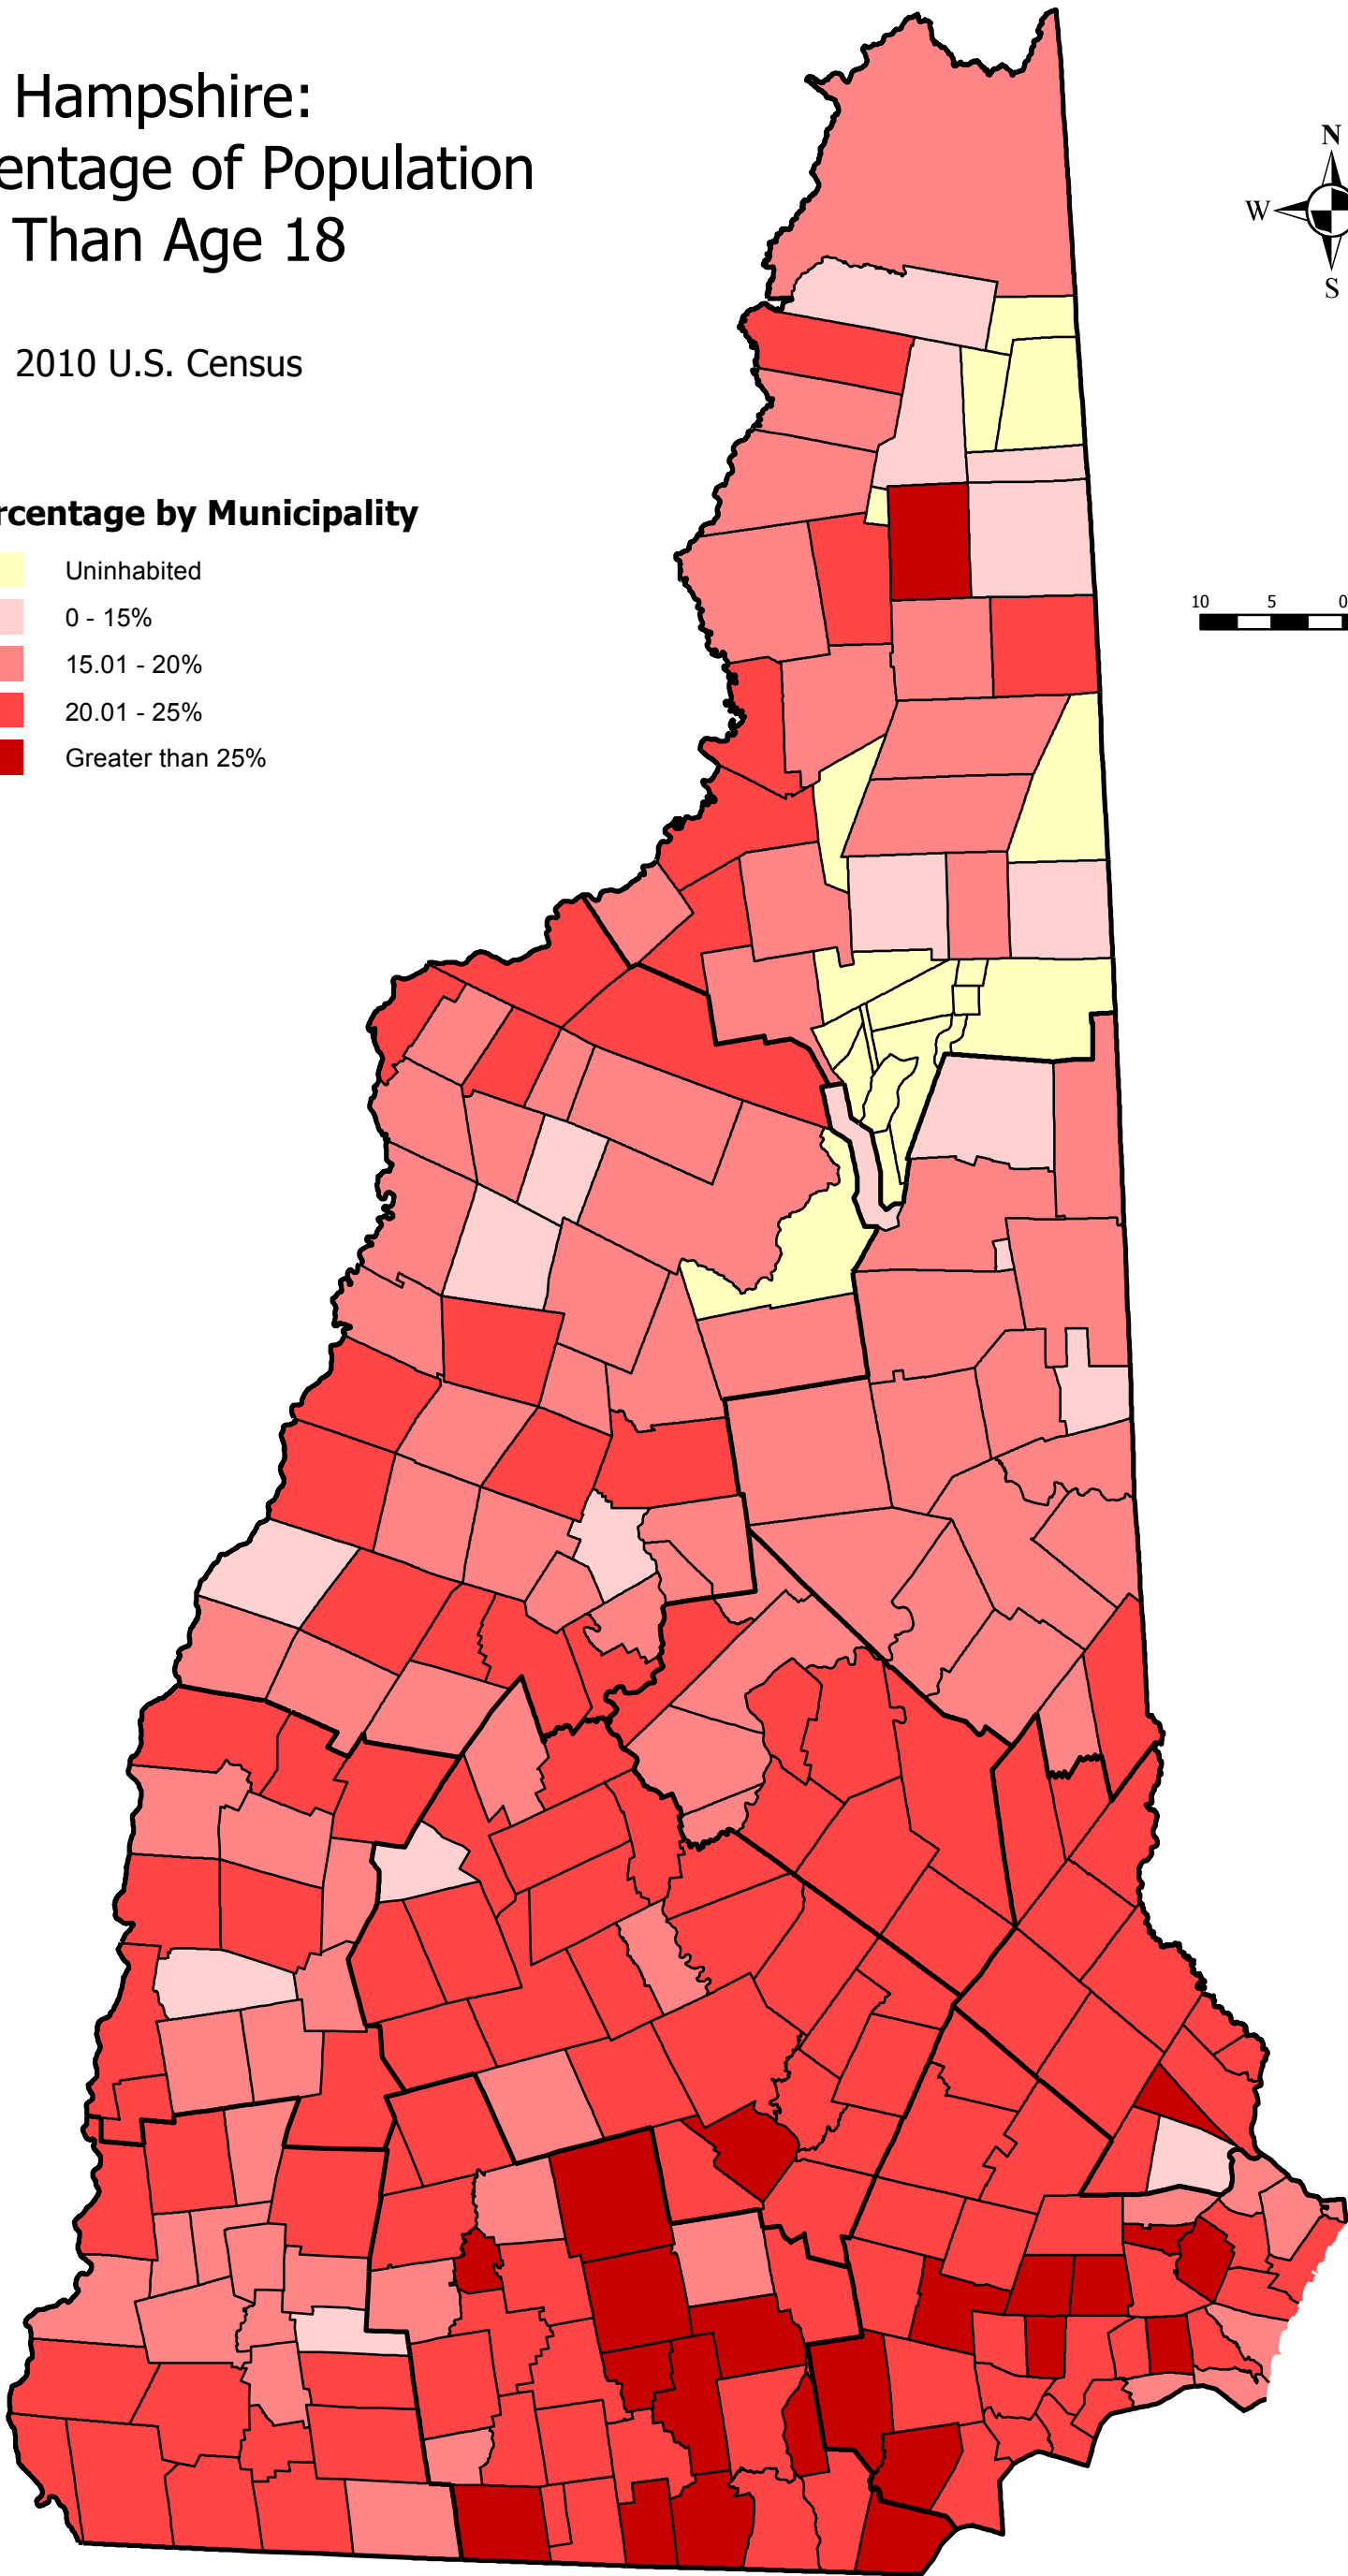 Hampshire:
entage of Population
Than Age 18
2010 U.S. Census
rcentage by Municipality
Uninhabited
0 - 15%
15.01 - 20%
20.01 - 25%
Greater than 25%
N
W
S
10 5 0